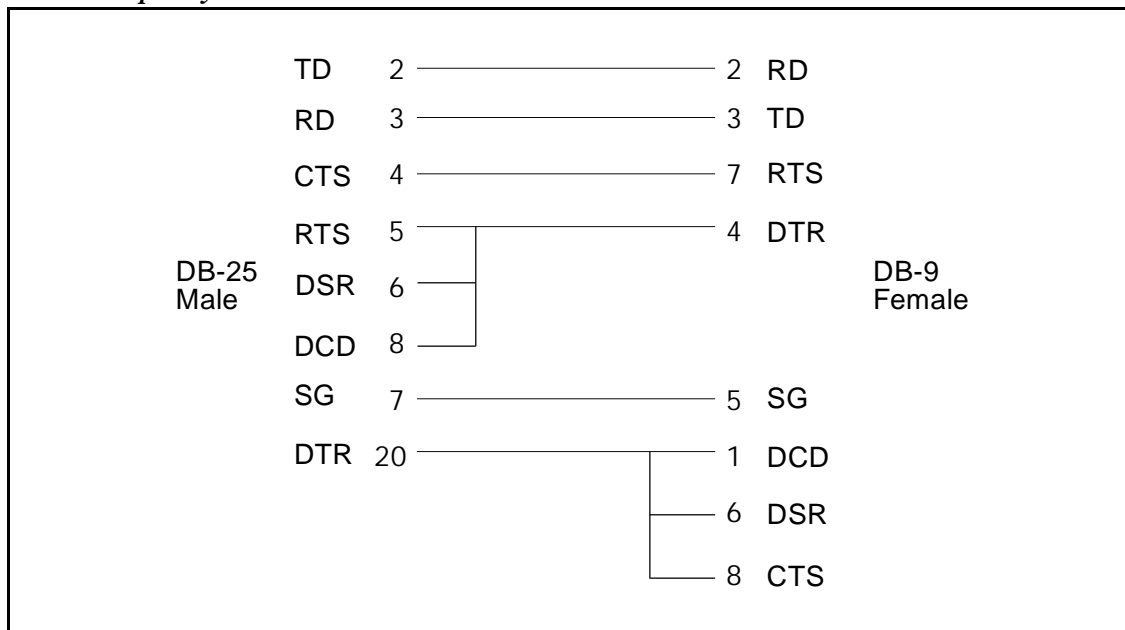 TD 2 2 RD
RD 3 3 TD
CTS 4 7 RTS
RTS 5 4 DTR
DB-25
Male
DSR 6
DB-9
Female
DCD 8
SG 7 5 SG
DTR 20 1 DCD
6 DSR
8 CTS